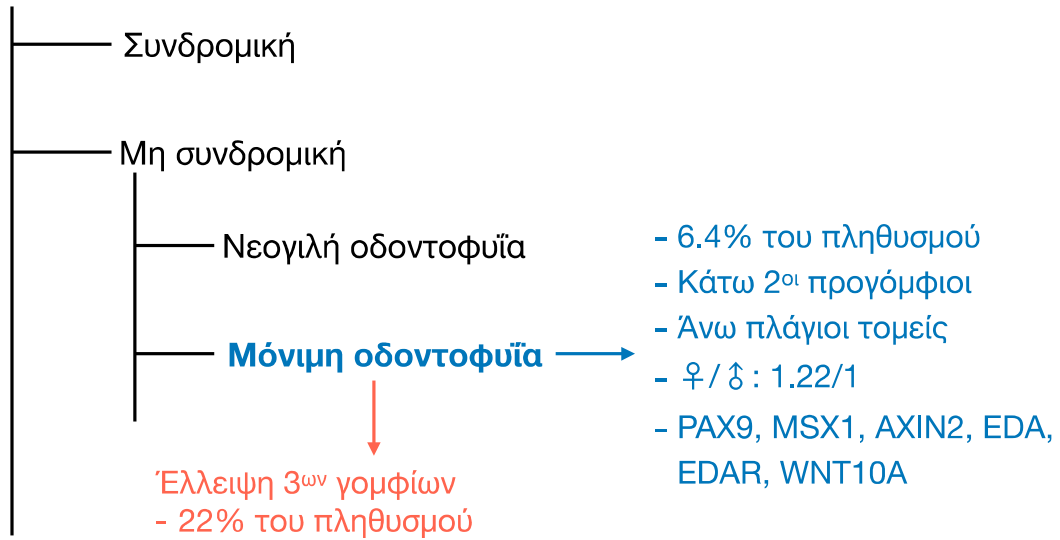 Συνδρομική
Μη συνδρομική
Νεογιλή οδοντοφυΐα
Μόνιμη οδοντοφυΐα
- 6.4% του πληθυσμού
- Κάτω 2οι προγόμφιοι
- Άνω πλάγιοι τομείς
- ♀/♂: 1.22/1
- PAX9, MSX1, AXIN2, EDA,
EDAR, WNT10A
Έλλειψη 3ων γομφίων
- 22% του πληθυσμού